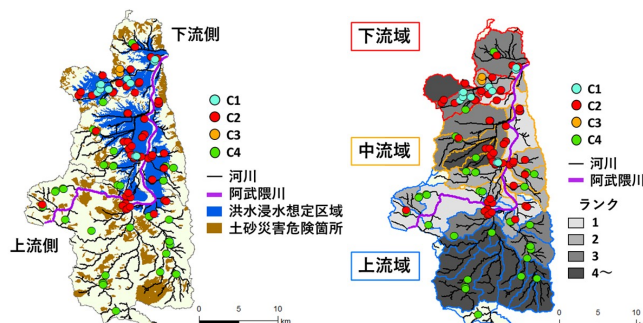 下流側
C1
C2
C3
C4
河川
阿武隈川
洪水浸水想定区域
土砂災害危険箇所
上流側
0 10
km
下流域
中流域
上流域
C1
C2
C3
C4
河川
阿武隈川
ランク
1
2
3
4〜
0 5 10
km